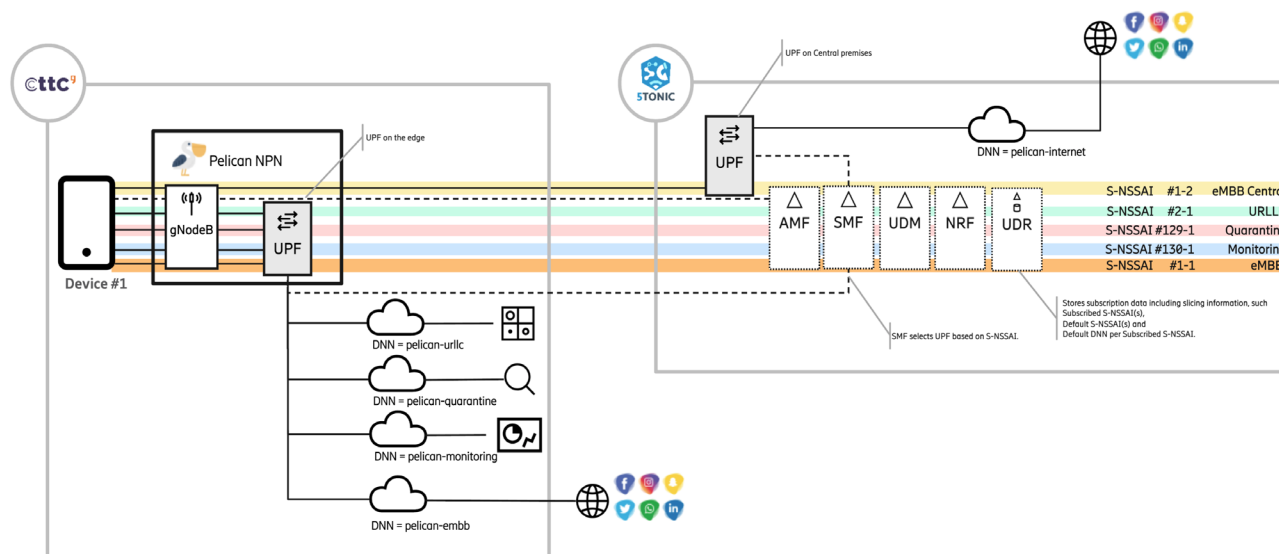 cttc9
5TONIC
UPF on Central premises
UPF on the edge
Pelican NPN
UPF
DNN = pelican-internet
gNodeB
UPF
AMF
SMF
UDM
NRF
UDR
S-NSSAI #1-2 eMBB Centra
S-NSSAI #2-1 URLL
S-NSSAI #129-1 Quarantin
S-NSSAI #130-1 Monitorin
S-NSSAI #1-1 eMBB
Device #1
Stores subscription data including slicing information, such
Subscribed S-NSSAI(s),
Default S-NSSAI(s) and
Default DNN per Subscribed S-NSSAI.
SMF selects UPF based on S-NSSAI.
DNN = pelican-urllc
DNN = pelican-quarantine
DNN = pelican-monitoring
DNN = pelican-embb